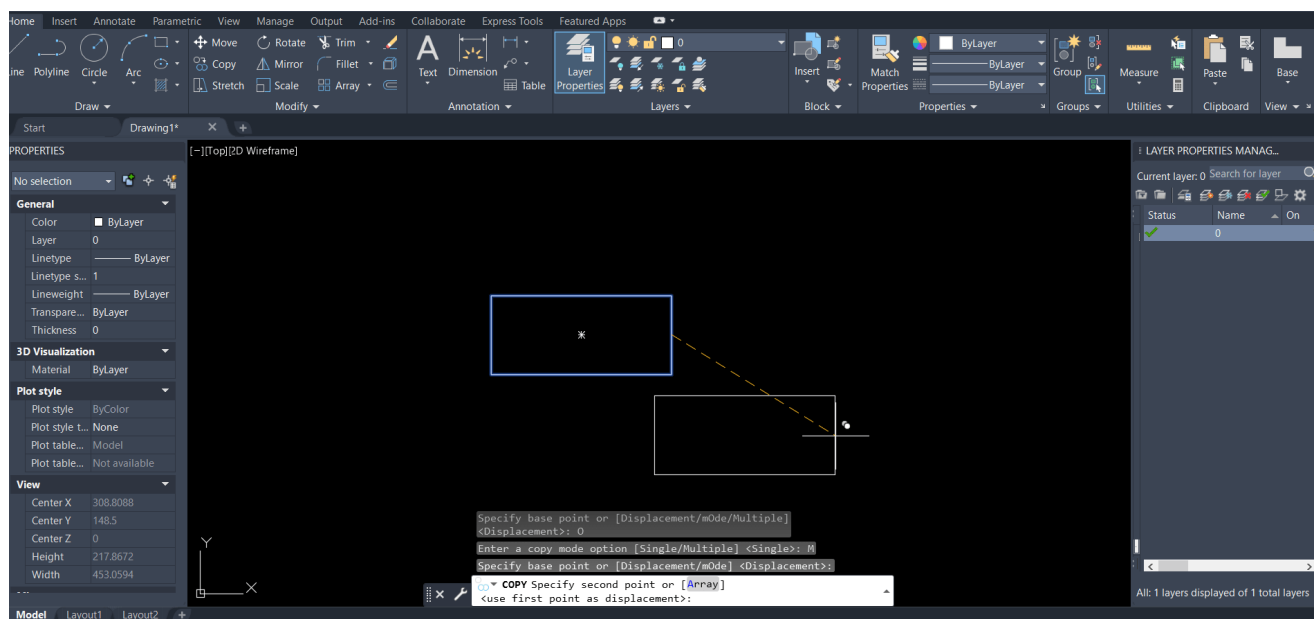 Home Insert Annotate Parametric View Manage Output Add-ins Collaborate Express Tools Featured Apps
Move Rotate Trim 0 ByLayer
Line Polyline Circle Arc Copy Mirror Fillet Text Dimension Layer Properties Insert Match Properties ByLayer Group Measure Paste Base
Stretch Scale Array Table ByLayer
Draw Modify Annotation Layers Block Properties Groups Utilities Clipboard View
Start Drawing1* +
PROPERTIES [−][Top][2D Wireframe] LAYER PROPERTIES MANAG...
No selection Current layer: 0 Search for layer
General Status Name On
Color ByLayer 0
Layer 0
Linetype ByLayer
Linetype s... 1
Lineweight ByLayer
Transpare... ByLayer
Thickness 0
3D Visualization
Material ByLayer
Plot style
Plot style ByColor
Plot style t... None
Plot table... Model
Plot table... Not available
View
Center X 308.8088
Center Y 148.5
Center Z 0
Height 217.8672
Width 453.0594
Y
X
Specify base point or [Displacement/mOde/Multiple]
<Displacement>: O
Enter a copy mode option [Single/Multiple] <Single>: M
Specify base point or [Displacement/mOde] <Displacement>:
COPY Specify second point or [Array]
<use first point as displacement>:
All: 1 layers displayed of 1 total layers
Model Layout1 Layout2 +